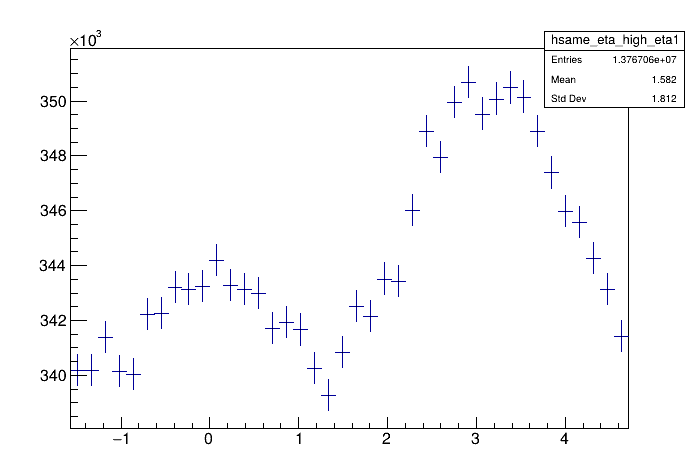 ×10³
hsame_eta_high_eta1
Entries 1.376706e+07
Mean 1.582
Std Dev 1.812
350
348
346
344
342
340
−1 0 1 2 3 4